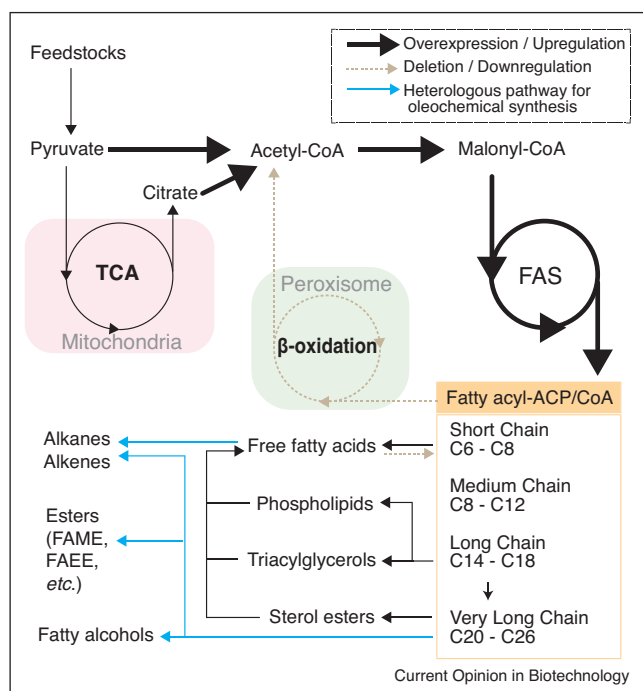 Overexpression / Upregulation
Deletion / Downregulation
Heterologous pathway for
oleochemical synthesis
Feedstocks
Pyruvate
Acetyl-CoA
Malonyl-CoA
Citrate
TCA
Mitochondria
Peroxisome
β-oxidation
FAS
Fatty acyl-ACP/CoA
Short Chain
C6 - C8
Medium Chain
C8 - C12
Long Chain
C14 - C18
Very Long Chain
C20 - C26
Free fatty acids
Phospholipids
Triacylglycerols
Sterol esters
Alkanes
Alkenes
Esters
(FAME,
FAEE,
etc.)
Fatty alcohols
Current Opinion in Biotechnology